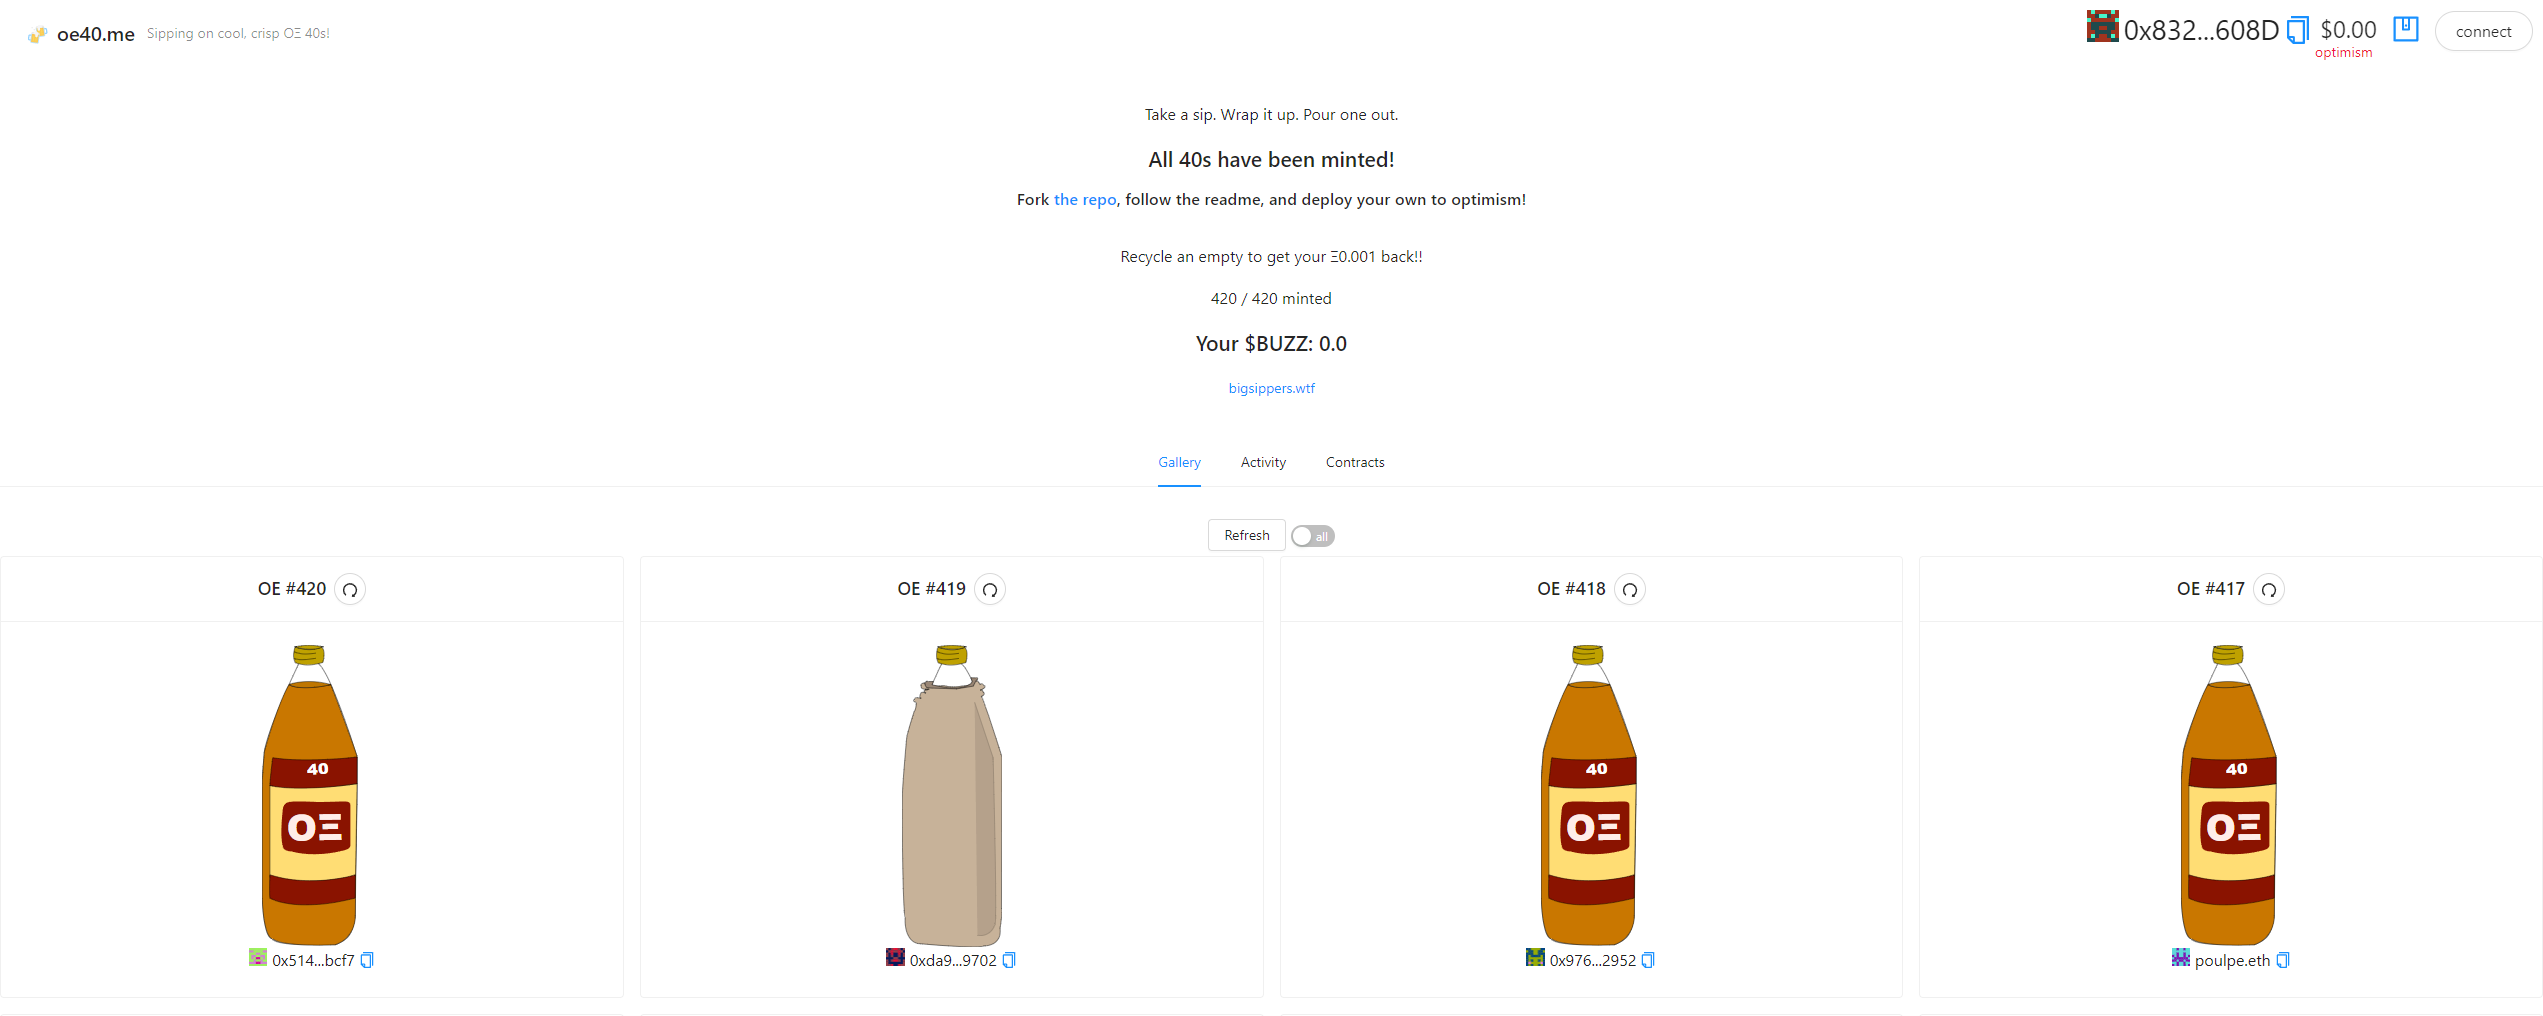 oe40.me Sipping on cool, crisp OΞ 40s!
0x832...608D $0.00 connect
optimism
Take a sip. Wrap it up. Pour one out.
All 40s have been minted!
Fork the repo, follow the readme, and deploy your own to optimism!
Recycle an empty to get your Ξ0.001 back!!
420 / 420 minted
Your $BUZZ: 0.0
bigsippers.wtf
Gallery Activity Contracts
Refresh all
OE #420
40
OΞ
0x514...bcf7
OE #419
0xda9...9702
OE #418
40
OΞ
0x976...2952
OE #417
40
OΞ
poulpe.eth